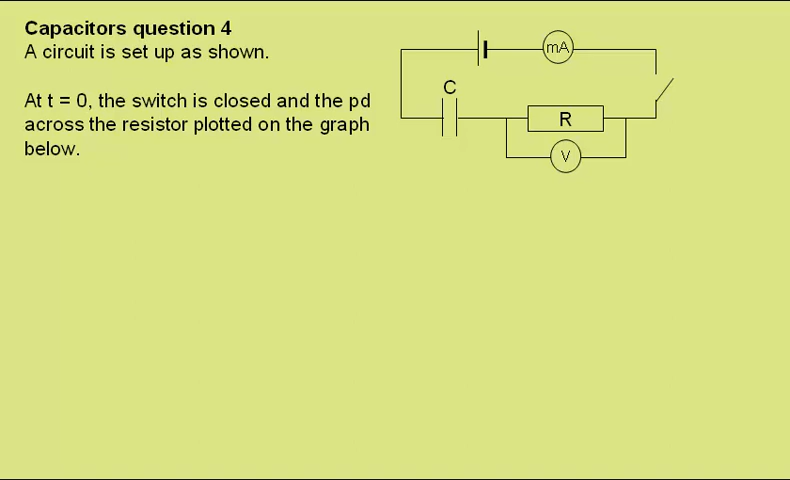 Capacitors question 4
A circuit is set up as shown.
At t = 0, the switch is closed and the pd
across the resistor plotted on the graph
below.
mA
C
R
V